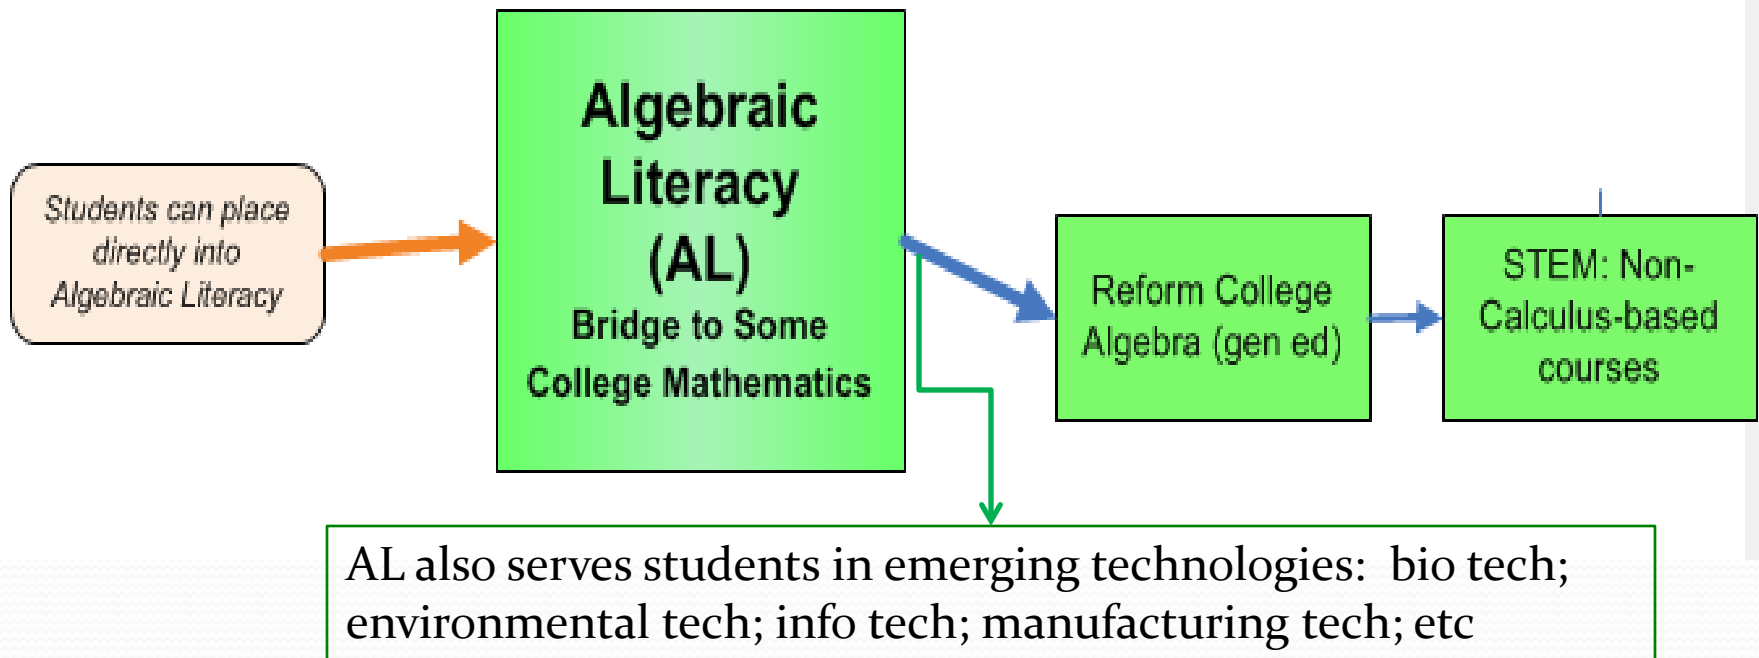 Students can place
directly into
Algebraic Literacy
Algebraic
Literacy
(AL)
Bridge to Some
College Mathematics
Reform College
Algebra (gen ed)
STEM: Non-
Calculus-based
courses
AL also serves students in emerging technologies:  bio tech;
environmental tech; info tech; manufacturing tech; etc